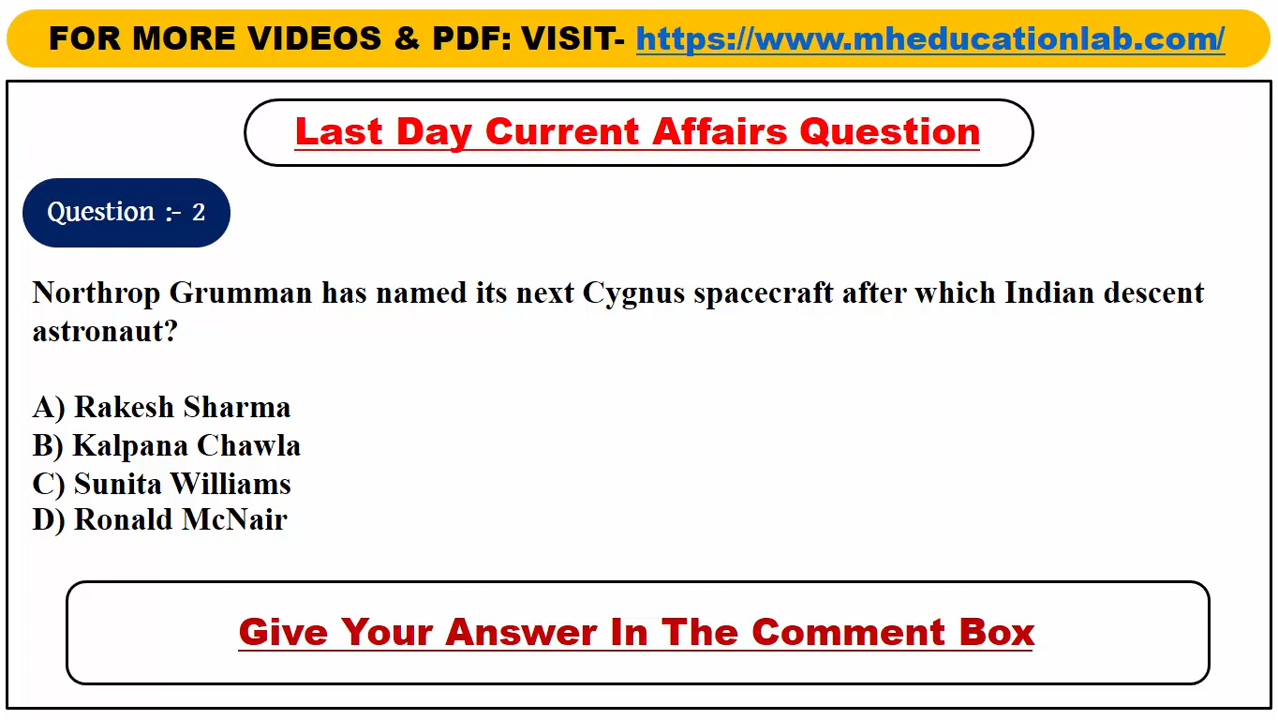 FOR MORE VIDEOS & PDF: VISIT- https://www.mheducationlab.com/
Last Day Current Affairs Question
Question :- 2
Northrop Grumman has named its next Cygnus spacecraft after which Indian descent
astronaut?
A) Rakesh Sharma
B) Kalpana Chawla
C) Sunita Williams
D) Ronald McNair
Give Your Answer In The Comment Box